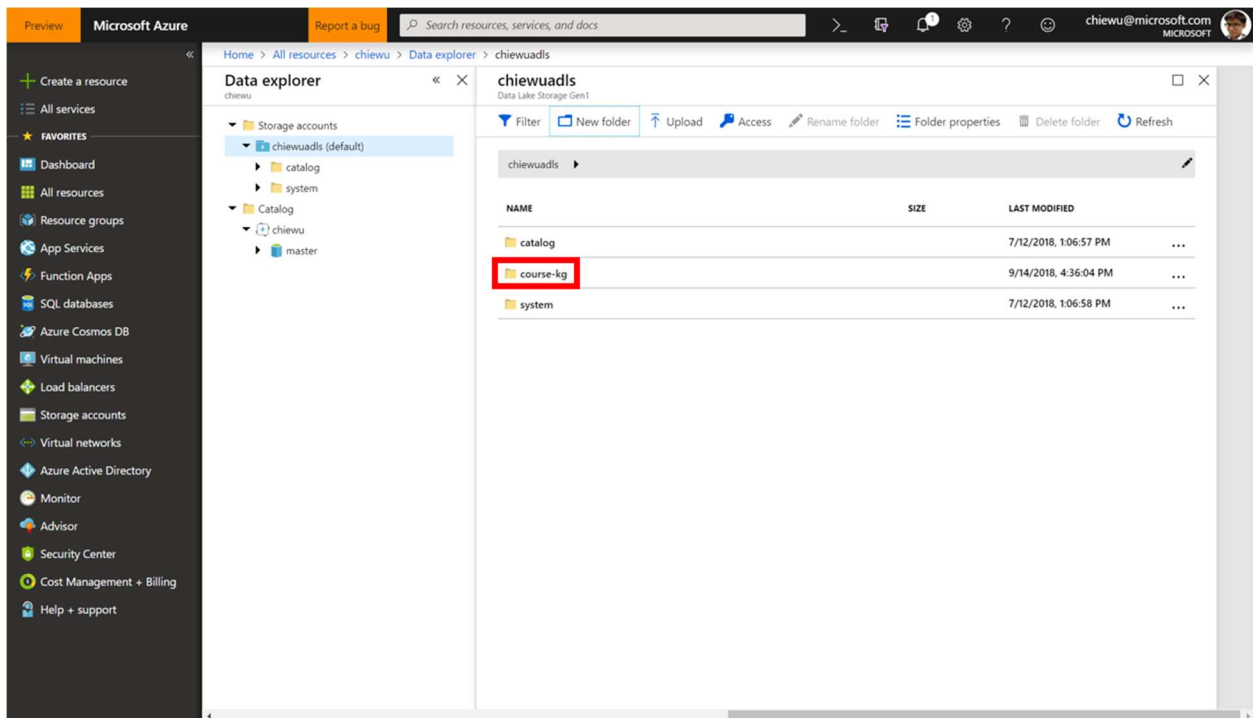 Preview Microsoft Azure Report a bug Search resources, services, and docs >_ 1 ? chiewu@microsoft.com
MICROSOFT
« Home > All resources > chiewu > Data explorer > chiewuadls
Create a resource
All services
FAVORITES
Dashboard
All resources
Resource groups
App Services
Function Apps
SQL databases
Azure Cosmos DB
Virtual machines
Load balancers
Storage accounts
Virtual networks
Azure Active Directory
Monitor
Advisor
Security Center
Cost Management + Billing
Help + support
Data explorer «
chiewu
Storage accounts
chiewuadls (default)
catalog
system
Catalog
chiewu
master
chiewuadls
Data Lake Storage Gen1
Filter New folder Upload Access Rename folder Folder properties Delete folder Refresh
chiewuadls
NAME SIZE LAST MODIFIED
catalog 7/12/2018, 1:06:57 PM ...
course-kg 9/14/2018, 4:36:04 PM ...
system 7/12/2018, 1:06:58 PM ...